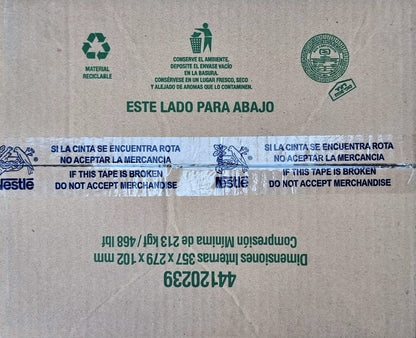 MATERIAL
RECICLABLE
CONSERVE EL AMBIENTE.
DEPOSITE EL ENVASE VACÍO
EN LA BASURA.
CONSÉRVESE EN UN LUGAR FRESCO, SECO
Y ALEJADO DE AROMAS QUE LO CONTAMINEN.
ESTE LADO PARA ABAJO
SI LA CINTA SE ENCUENTRA ROTA
NO ACEPTAR LA MERCANCIA
IF THIS TAPE IS BROKEN
DO NOT ACCEPT MERCHANDISE
Nestlé
SI LA CINTA SE ENCUENTRA ROTA
NO ACEPTAR LA MERCANCIA
IF THIS TAPE IS BROKEN
DO NOT ACCEPT MERCHANDISE
Nestlé
44120239
Dimensiones Internas 357 x 279 x 102 mm
Compresión Mínima de 213 kgf / 468 lbf